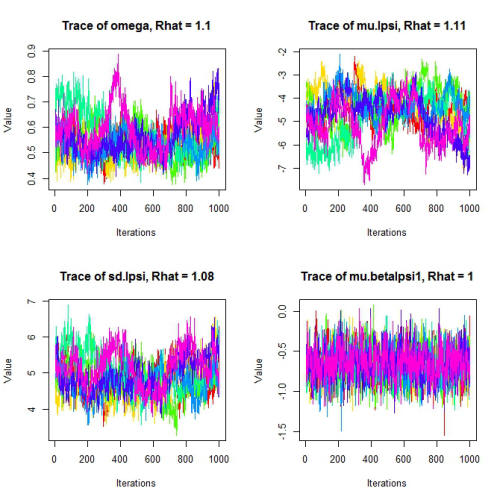 Trace of omega, Rhat = 1.1
Value
0.4 0.5 0.6 0.7 0.8 0.9
0 200 400 600 800 1000
Iterations
Trace of mu.lpsi, Rhat = 1.11
Value
-7 -6 -5 -4 -3 -2
0 200 400 600 800 1000
Iterations
Trace of sd.lpsi, Rhat = 1.08
Value
4 5 6 7
0 200 400 600 800 1000
Iterations
Trace of mu.betalpsi1, Rhat = 1
Value
-1.5 -1.0 -0.5 0.0
0 200 400 600 800 1000
Iterations